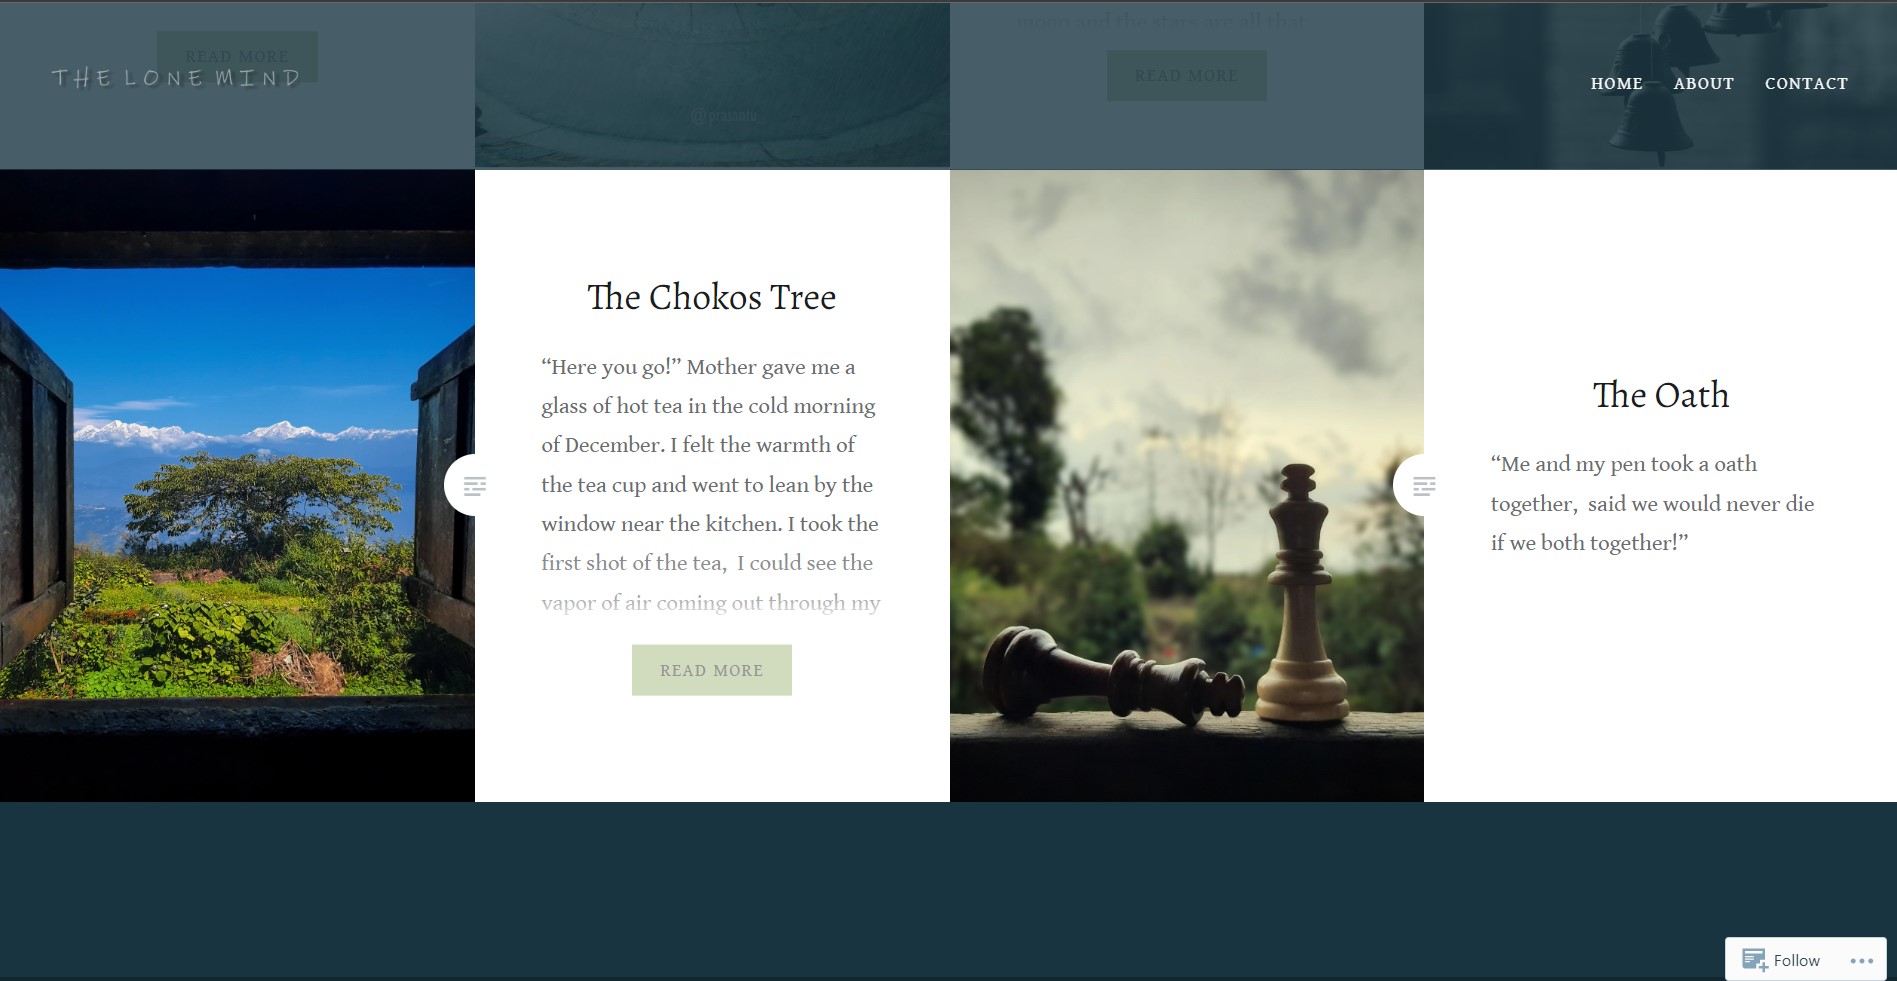 moon and the stars are all that
READ MORE
READ MORE
THE LONE MIND
HOME ABOUT CONTACT
The Chokos Tree
“Here you go!” Mother gave me a
glass of hot tea in the cold morning
of December. I felt the warmth of
the tea cup and went to lean by the
window near the kitchen. I took the
first shot of the tea,  I could see the
vapor of air coming out through my
READ MORE
The Oath
“Me and my pen took a oath
together,  said we would never die
if we both together!”
Follow